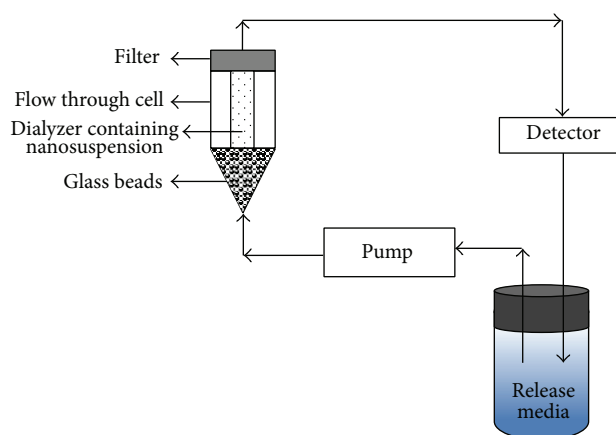 Filter
Flow through cell
Dialyzer containing
nanosuspension
Glass beads
Detector
Pump
Release
media